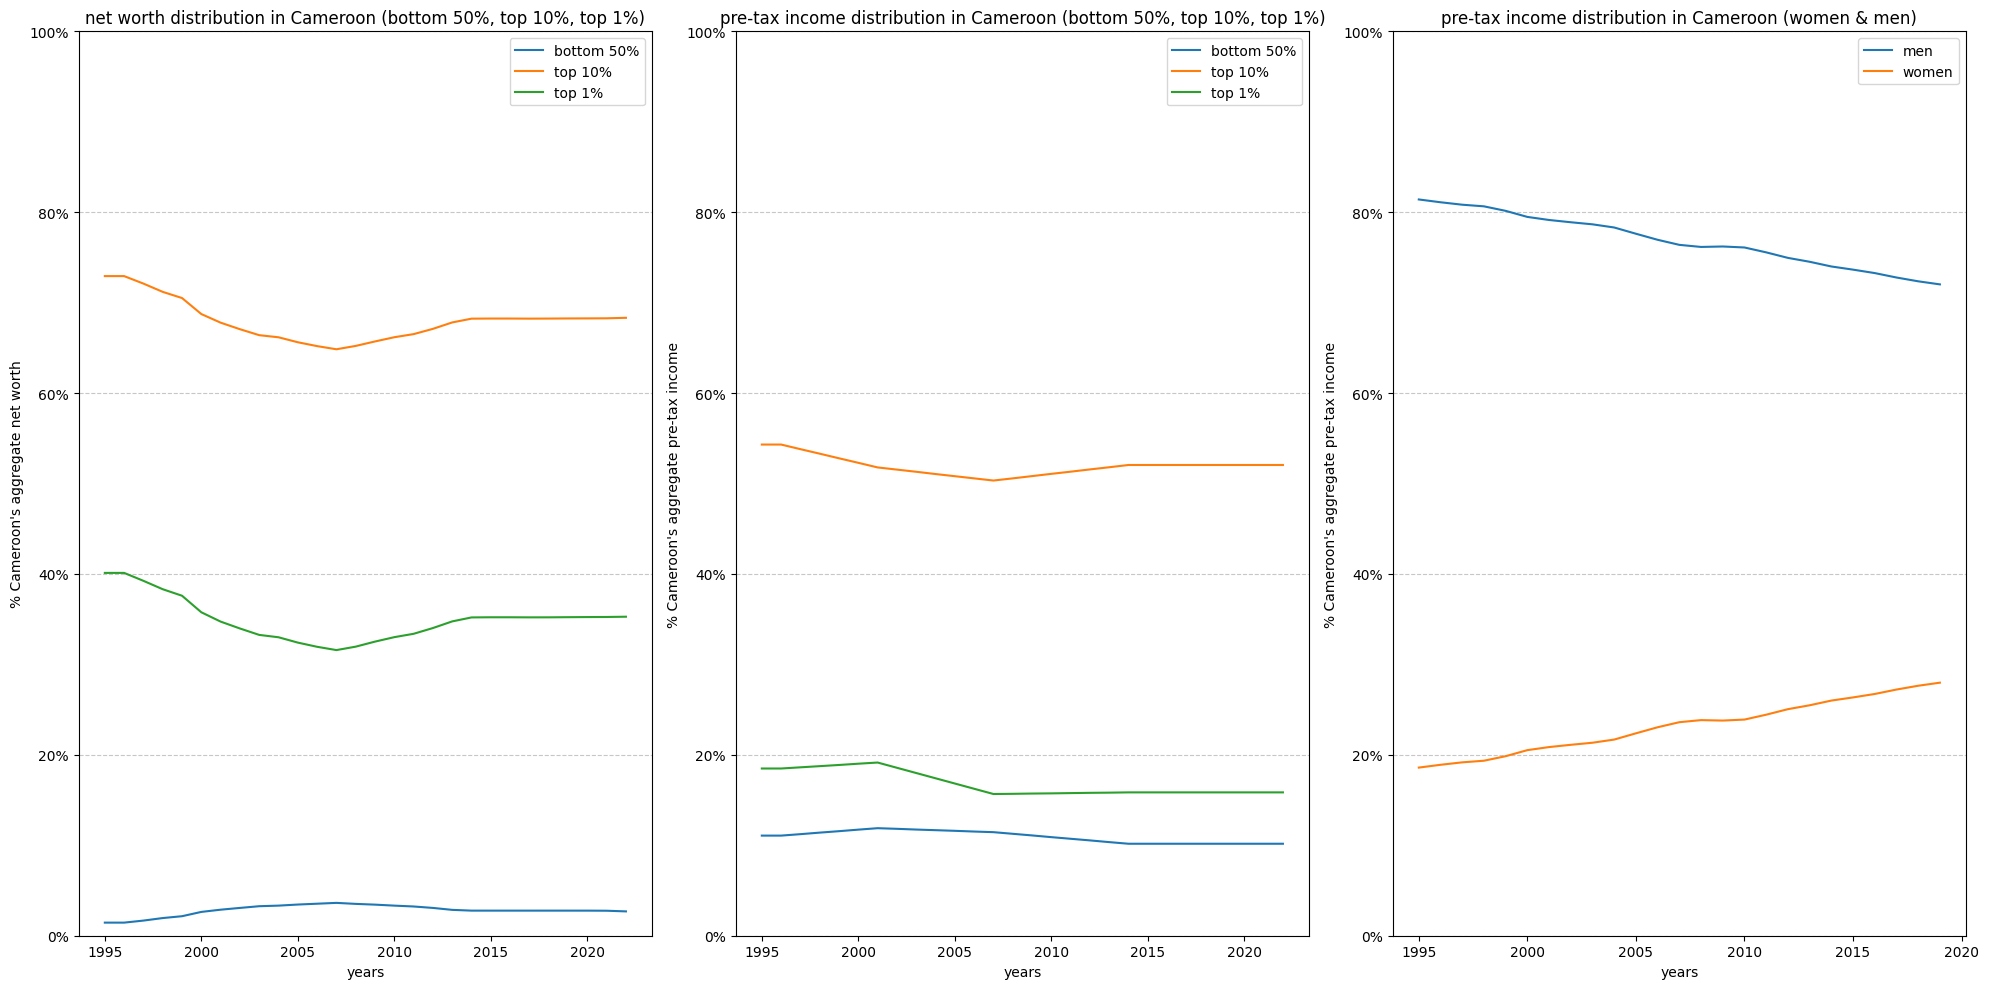 net worth distribution in Cameroon (bottom 50%, top 10%, top 1%)
% Cameroon's aggregate net worth
100%
80%
60%
40%
20%
0%
bottom 50%
top 10%
top 1%
1995 2000 2005 2010 2015 2020
years
pre-tax income distribution in Cameroon (bottom 50%, top 10%, top 1%)
% Cameroon's aggregate pre-tax income
100%
80%
60%
40%
20%
0%
bottom 50%
top 10%
top 1%
1995 2000 2005 2010 2015 2020
years
pre-tax income distribution in Cameroon (women & men)
% Cameroon's aggregate pre-tax income
100%
80%
60%
40%
20%
0%
men
women
1995 2000 2005 2010 2015 2020
years